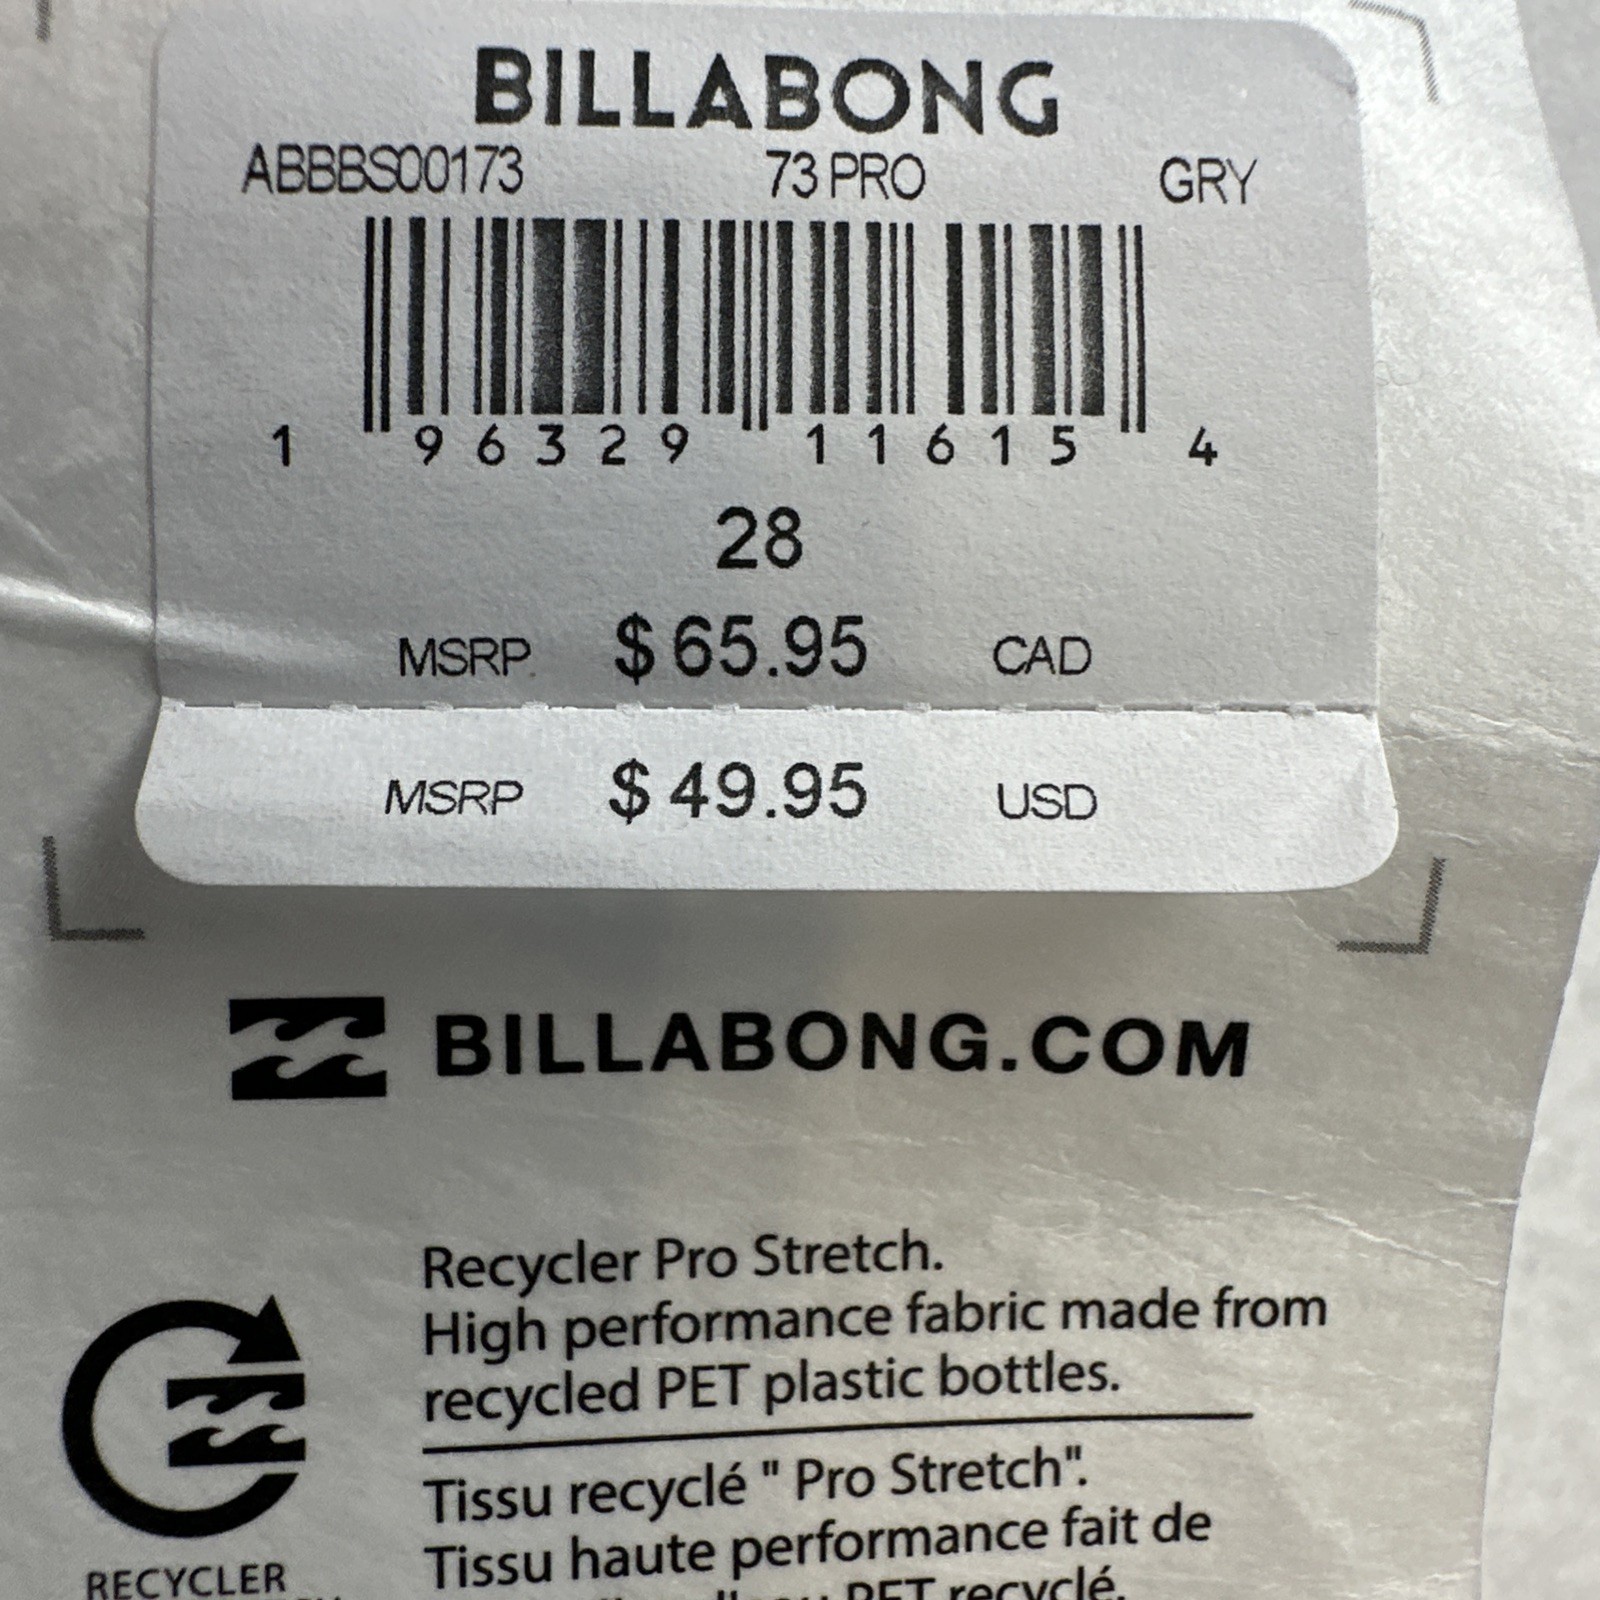 BILLABONG
ABBBS00173 73 PRO GRY
1 96329 11615 4
28
MSRP $65.95 CAD
MSRP $49.95 USD
BILLABONG.COM
Recycler Pro Stretch.
High performance fabric made from
recycled PET plastic bottles.
Tissu recyclé " Pro Stretch".
Tissu haute performance fait de
PET recyclé.
RECYCLER